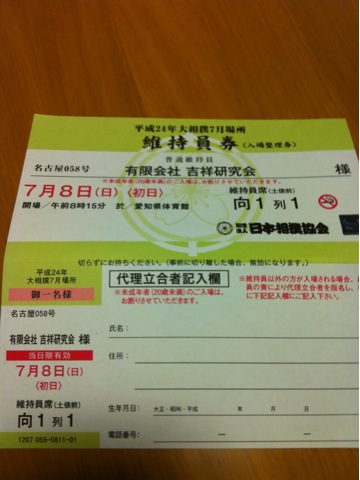 平成24年大相撲7月場所
維持員券(入場整理券)
普通維持員
名古屋058号
有限会社 吉祥研究会 様
7月8日(日)〈初日〉
※未成年者(20歳未満)のご入場は、お断りさせていただきます。
維持員席(土俵前)
向1列1
開場/午前8時15分 於/愛知県体育館
日本相撲協会
切らずにお持ちください。(事前に切り離した場合、無効になります。)
平成24年
大相撲7月場所
御一名様
名古屋058号
有限会社 吉祥研究会 様
当日限有効
7月8日(日)
〈初日〉
維持員席(土俵前)
向1列1
1207 055-0811-01
代理立合者記入欄
※未成年者(20歳未満)のご入場は、
お断りさせていただきます。
※維持員以外の方が入場される場合、
員の責により代理立合者を指名し、
に下記記入欄にご記入下さい。
氏名:
住所:
生年月日: 大正・昭和・平成 年 月 日
電話番号: ― ―